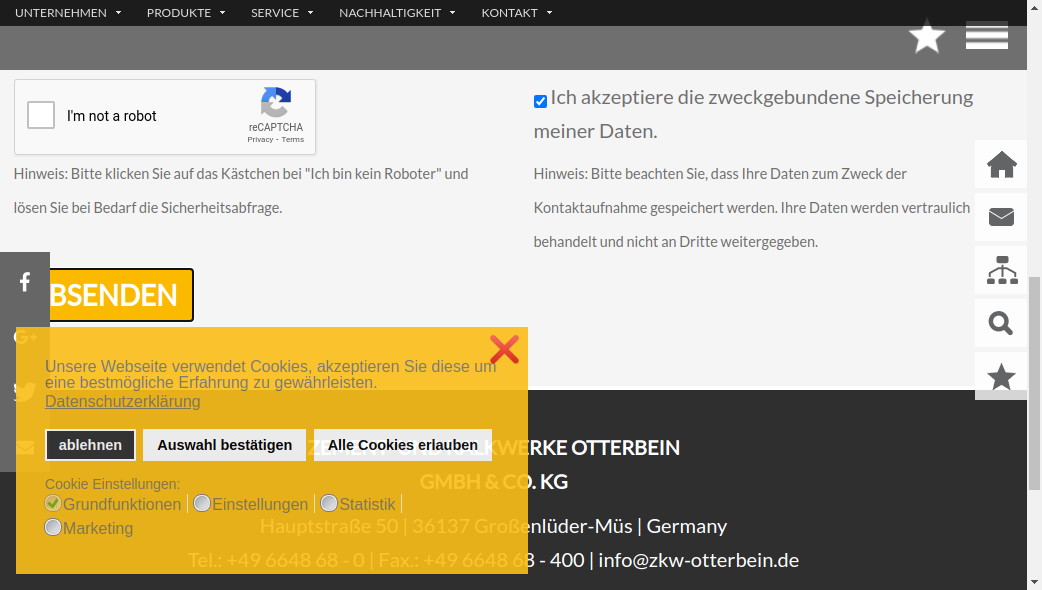 UNTERNEHMEN PRODUKTE SERVICE NACHHALTIGKEIT KONTAKT
I'm not a robot
reCAPTCHA
Privacy - Terms
Hinweis: Bitte klicken Sie auf das Kästchen bei "Ich bin kein Roboter" und
lösen Sie bei Bedarf die Sicherheitsabfrage.
Ich akzeptiere die zweckgebundene Speicherung
meiner Daten.
Hinweis: Bitte beachten Sie, dass Ihre Daten zum Zweck der
Kontaktaufnahme gespeichert werden. Ihre Daten werden vertraulich
behandelt und nicht an Dritte weitergegeben.
BSENDEN
Unsere Webseite verwendet Cookies, akzeptieren Sie diese um
eine bestmögliche Erfahrung zu gewährleisten.
Datenschutzerklärung
ablehnen Auswahl bestätigen Alle Cookies erlauben
Cookie Einstellungen:
Grundfunktionen Einstellungen Statistik
Marketing
ZEMENT- UND KALKWERKE OTTERBEIN
GMBH & CO. KG
Hauptstraße 50 | 36137 Großenlüder-Müs | Germany
Tel.: +49 6648 68 - 0 | Fax.: +49 6648 68 - 400 | info@zkw-otterbein.de